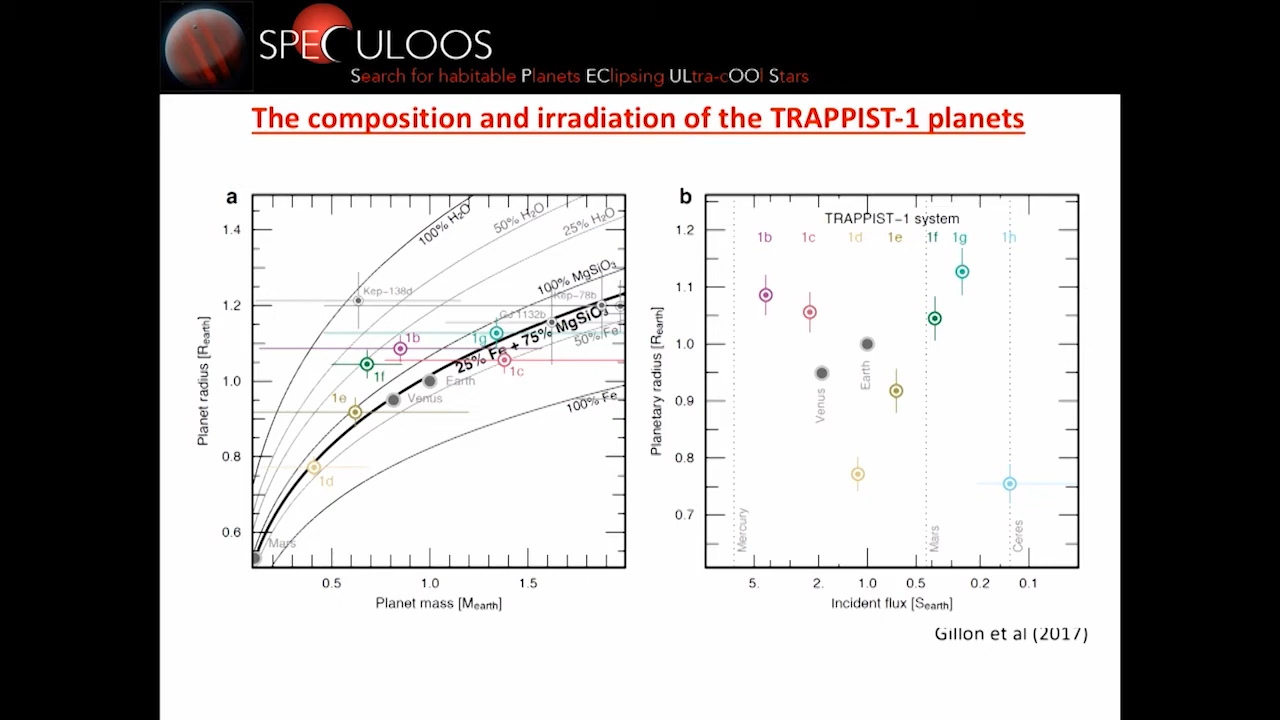 SPECULOOS
Search for habitable Planets EClipsing ULtra-cOOl Stars
The composition and irradiation of the TRAPPIST-1 planets
a
100% H2O
50% H2O
25% H2O
100% MgSiO3
25% Fe + 75% MgSiO3
50% Fe
100% Fe
Kep-138d
Kep-78b
GJ 1132b
1g
1b
1c
1f
1e
1d
Earth
Venus
Mars
1.4
1.2
1.0
0.8
0.6
Planet radius [Rearth]
0.5 1.0 1.5
Planet mass [Mearth]
b
TRAPPIST-1 system
1b 1c 1d 1e 1f 1g 1h
1.2
1.1
1.0
0.9
0.8
0.7
Planetary radius [Rearth]
Mercury
Venus
Earth
Mars
Ceres
5. 2. 1.0 0.5 0.2 0.1
Incident flux [Searth]
Gillon et al (2017)